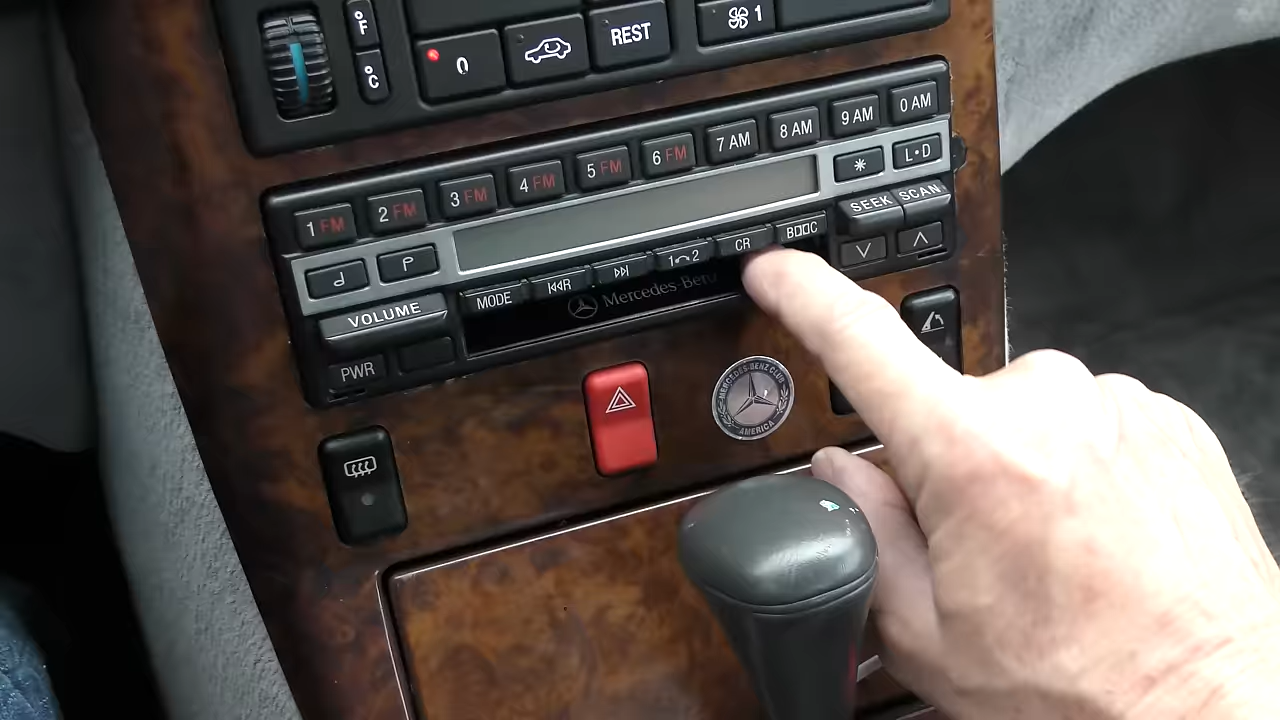 °F
°C
0
REST
1
1 FM
2 FM
3 FM
4 FM
5 FM
6 FM
7 AM
8 AM
9 AM
0 AM
*
L•D
SEEK
SCAN
VOLUME
PWR
MODE
R
1 2
CR
Mercedes-Benz
MERCEDES-BENZ CLUB
AMERICA